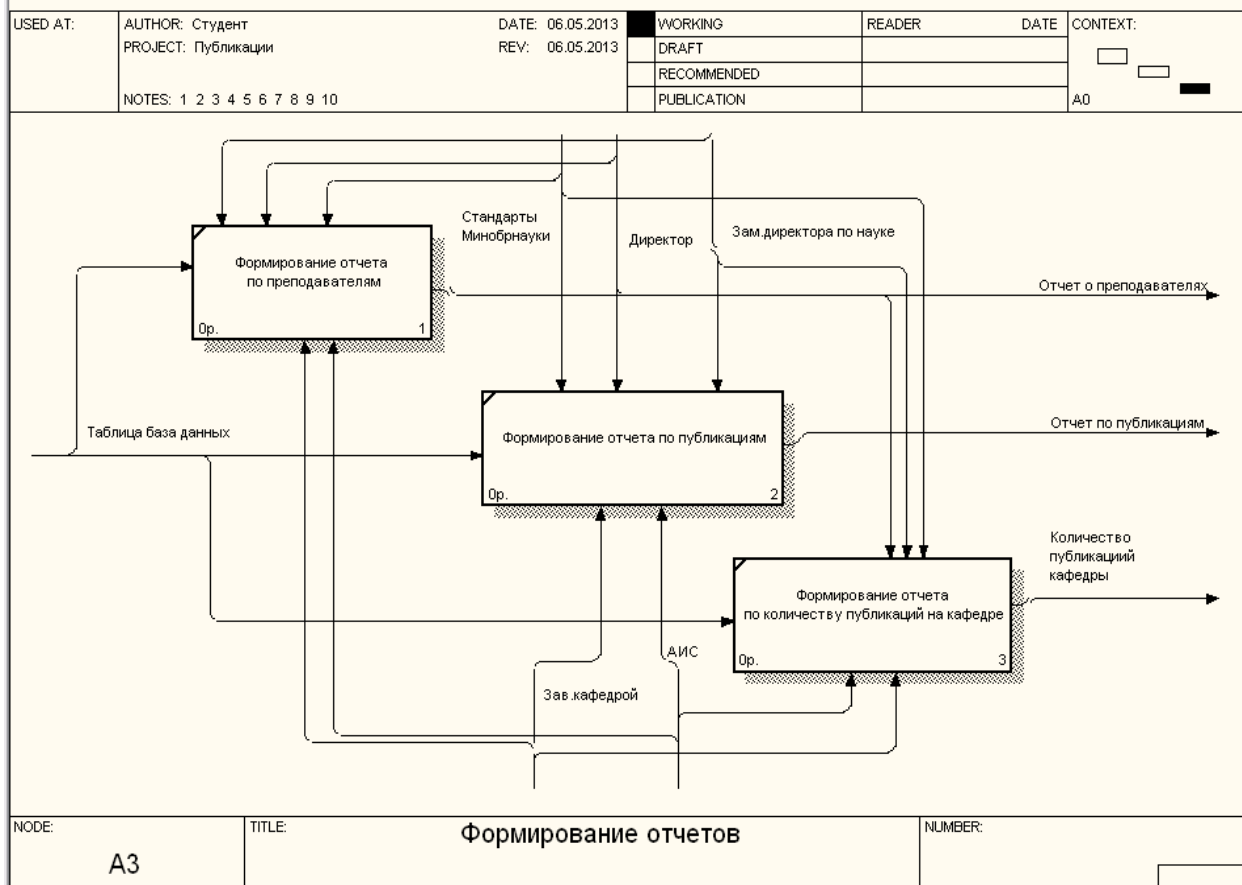 USED AT:
AUTHOR: Студент
DATE: 06.05.2013
WORKING
READER
DATE
CONTEXT:
PROJECT: Публикации
REV: 06.05.2013
DRAFT
RECOMMENDED
NOTES: 1 2 3 4 5 6 7 8 9 10
PUBLICATION
A0
Стандарты
Минобрнауки
Директор
Зам.директора по науке
Формирование отчета
по преподавателям
0р.
1
Отчет о преподавателях
Таблица база данных
Формирование отчета по публикациям
0р.
2
Отчет по публикациям
Количество
публикациий
кафедры
Формирование отчета
по количеству публикаций на кафедре
0р.
3
АИС
Зав.кафедрой
NODE:
TITLE:
Формирование отчетов
NUMBER:
A3